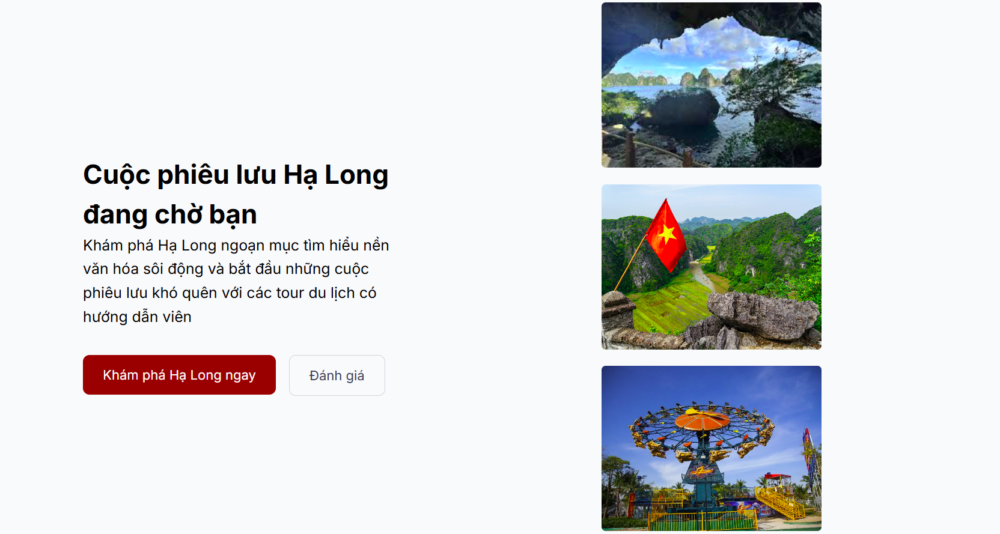 Cuộc phiêu lưu Hạ Long
đang chờ bạn
Khám phá Hạ Long ngoạn mục tìm hiểu nền
văn hóa sôi động và bắt đầu những cuộc
phiêu lưu khó quên với các tour du lịch có
hướng dẫn viên
Khám phá Hạ Long ngay
Đánh giá